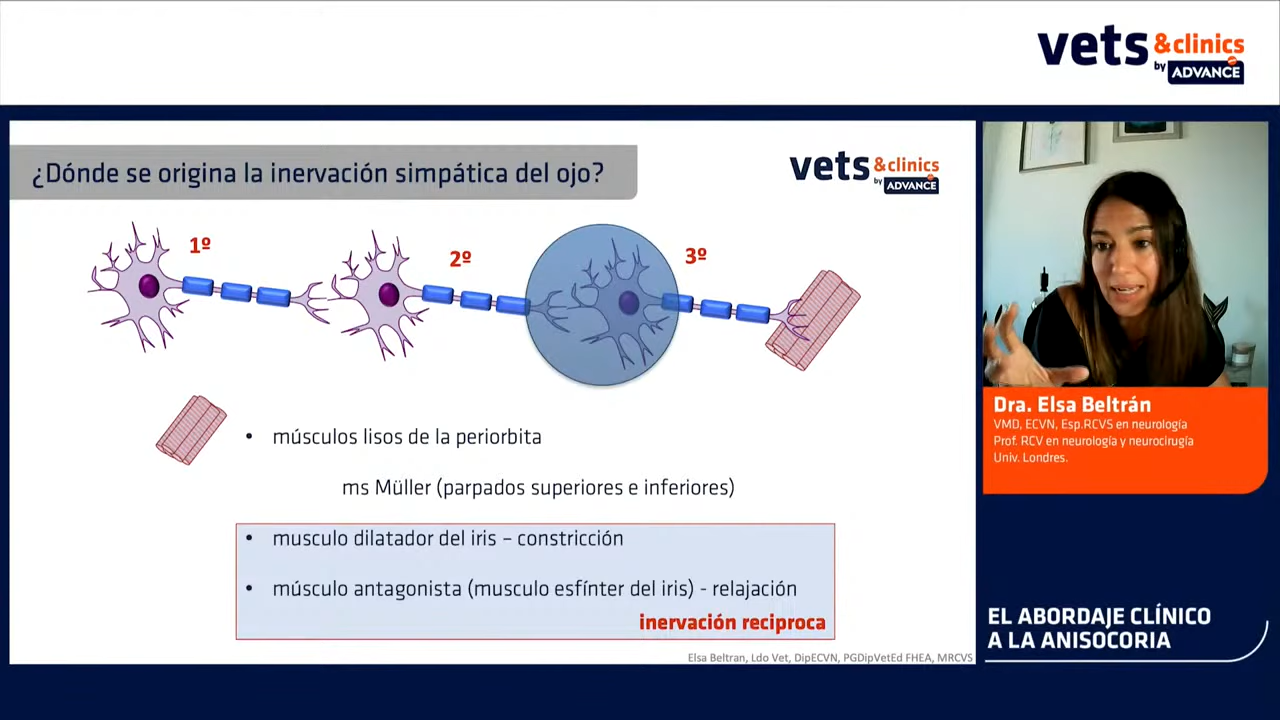 vets &clinics
by ADVANCE
¿Dónde se origina la inervación simpática del ojo?
vets &clinics
by ADVANCE
1º
2º
3º
• músculos lisos de la periorbita
ms Müller (parpados superiores e inferiores)
• musculo dilatador del iris – constricción
• músculo antagonista (musculo esfínter del iris) - relajación
inervación reciproca
Elsa Beltran, Ldo Vet, DipECVN, PGDipVetEd FHEA, MRCVS
Dra. Elsa Beltrán
VMD, ECVN, Esp.RCVS en neurología
Prof. RCV en neurología y neurocirugía
Univ. Londres.
EL ABORDAJE CLÍNICO
A LA ANISOCORIA